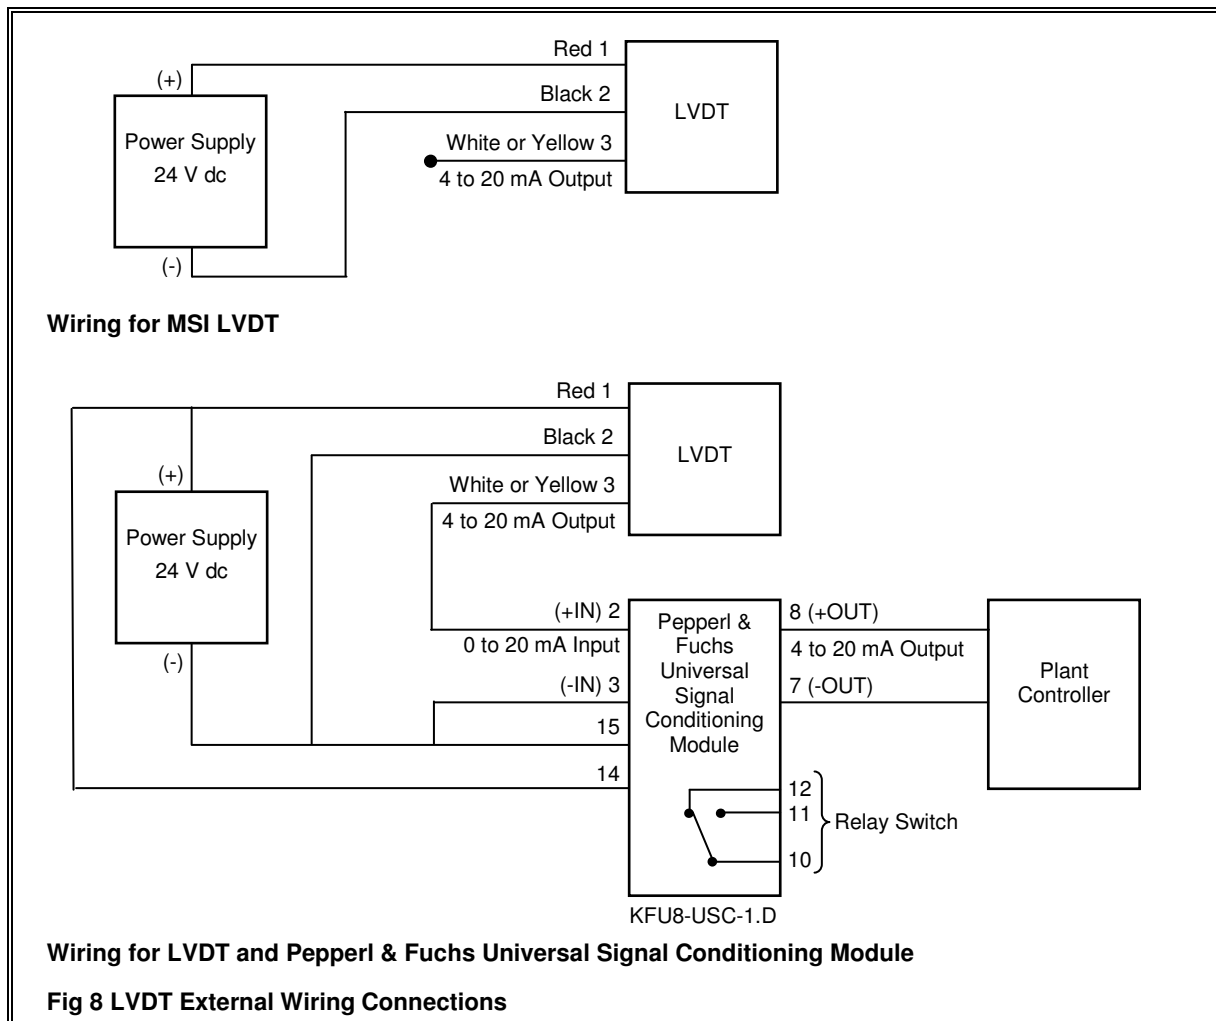 Red 1
(+)
Black 2
Power Supply
24 V dc
LVDT
White or Yellow 3
4 to 20 mA Output
(-)
Wiring for MSI LVDT
Red 1
Black 2
LVDT
(+)
White or Yellow 3
4 to 20 mA Output
Power Supply
24 V dc
(-)
(+IN) 2
0 to 20 mA Input
(-IN) 3
15
14
Pepperl &
Fuchs
Universal
Signal
Conditioning
Module
8 (+OUT)
4 to 20 mA Output
7 (-OUT)
Plant
Controller
12
11
10
Relay Switch
KFU8-USC-1.D
Wiring for LVDT and Pepperl & Fuchs Universal Signal Conditioning Module
Fig 8 LVDT External Wiring Connections